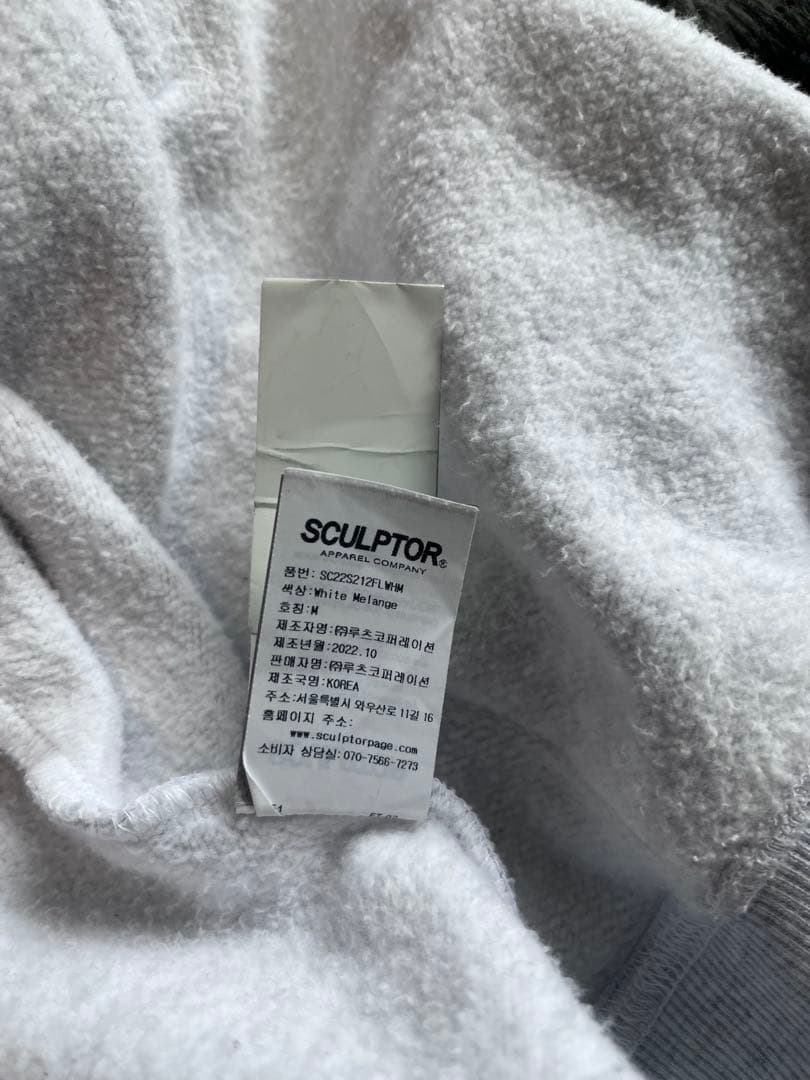 SCULPTOR®
APPAREL COMPANY
품번:SC22S212FLWHM
색상:White Melange
호칭:M
제조자명:㈜루츠코퍼레이션
제조년월:2022.10
판매자명:㈜루츠코퍼레이션
제조국명:KOREA
주소:서울특별시 와우산로 11길 16
홈페이지 주소:
www.sculptorpage.com
소비자 상담실:070-7566-7273